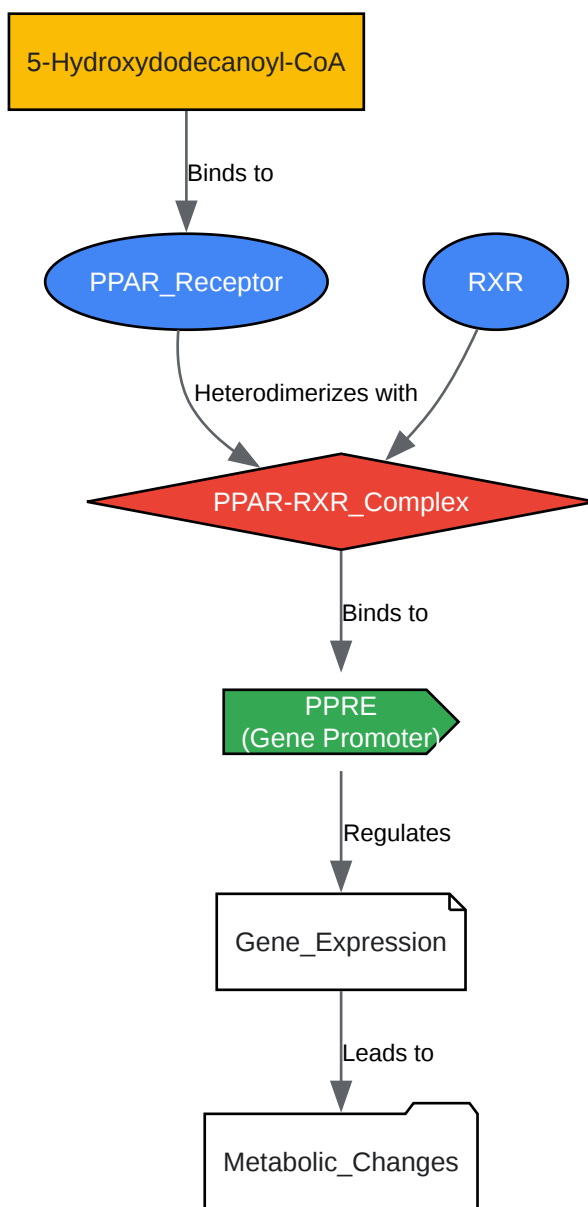 5-Hydroxydodecanoyl-CoA
Binds to
PPAR_Receptor
RXR
Heterodimerizes with
PPAR-RXR_Complex
Binds to
PPRE
(Gene Promoter)
Regulates
Gene_Expression
Leads to
Metabolic_Changes